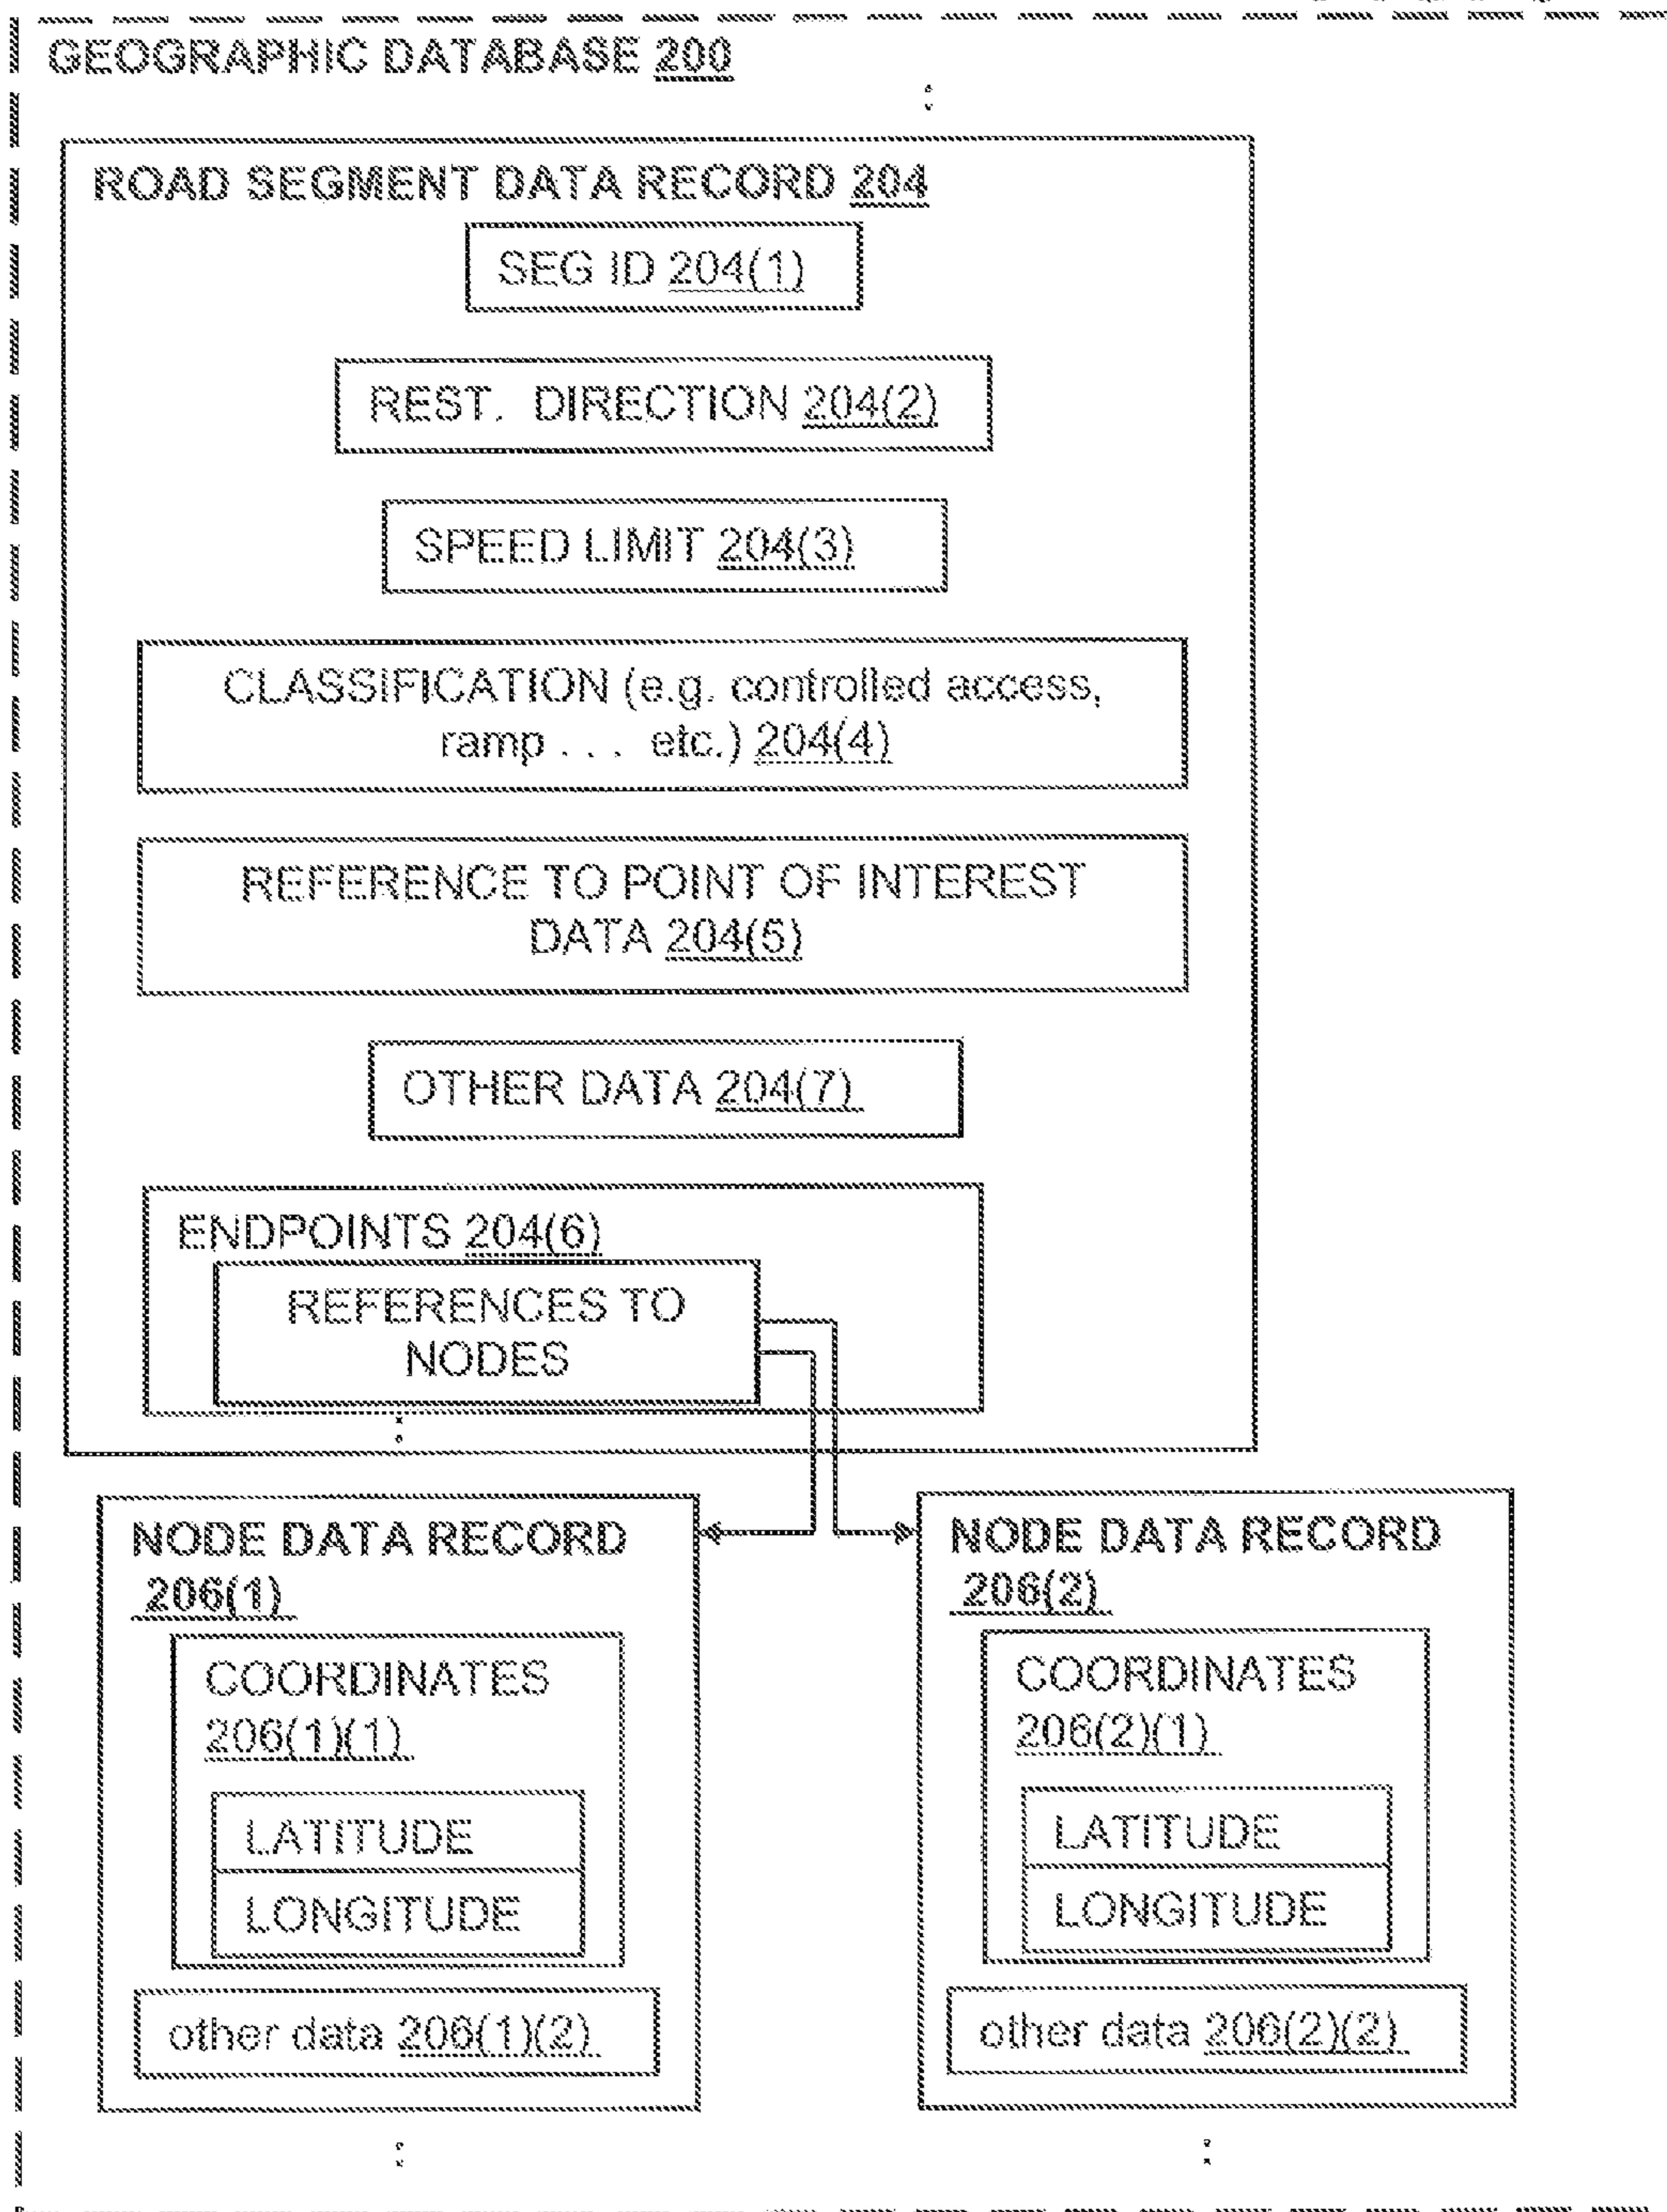 GEOGRAPHIC DATABASE 200
ROAD SEGMENT DATA RECORD 204
SEG ID 204(1)
REST. DIRECTION 204(2)
SPEED LIMIT 204(3)
CLASSIFICATION (e.g. controlled access,
ramp . . . etc.) 204(4)
REFERENCE TO POINT OF INTEREST
DATA 204(5)
OTHER DATA 204(7)
ENDPOINTS 204(6)
REFERENCES TO
NODES
NODE DATA RECORD
206(1)
COORDINATES
206(1)(1)
LATITUDE
LONGITUDE
other data 206(1)(2)
NODE DATA RECORD
206(2)
COORDINATES
206(2)(1)
LATITUDE
LONGITUDE
other data 206(2)(2)